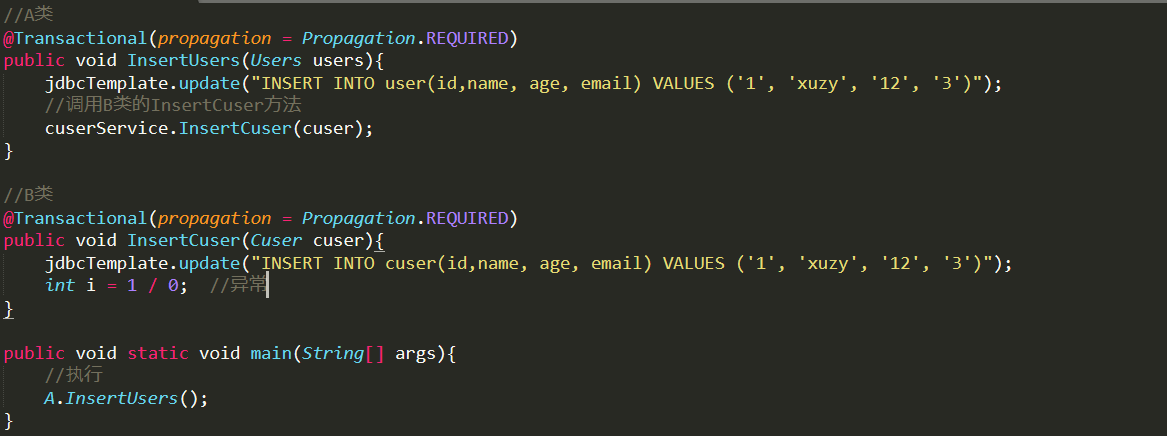 //A类
@Transactional(propagation = Propagation.REQUIRED)
public void InsertUsers(Users users){
    jdbcTemplate.update("INSERT INTO user(id,name, age, email) VALUES ('1', 'xuzy', '12', '3')");
    //调用B类的InsertCuser方法
    cuserService.InsertCuser(cuser);
}
//B类
@Transactional(propagation = Propagation.REQUIRED)
public void InsertCuser(Cuser cuser){
    jdbcTemplate.update("INSERT INTO cuser(id,name, age, email) VALUES ('1', 'xuzy', '12', '3')");
    int i = 1 / 0;  //异常
}
public void static void main(String[] args){
    //执行
    A.InsertUsers();
}